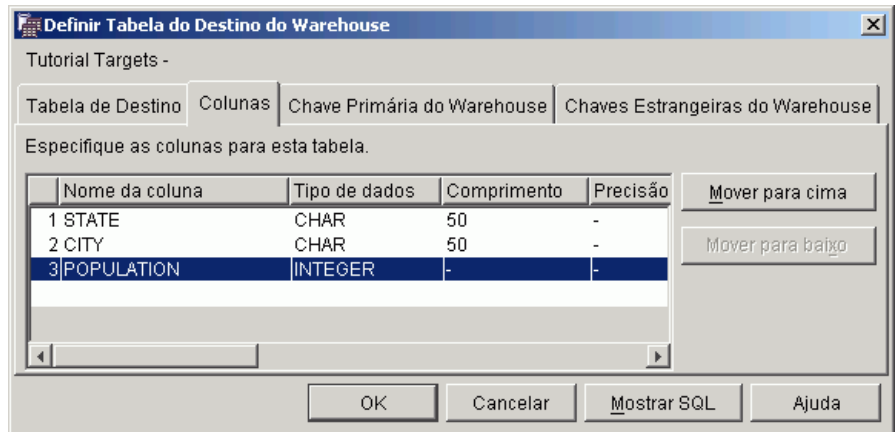 Definir Tabela do Destino do Warehouse
Tutorial Targets -
Tabela de Destino Colunas Chave Primária do Warehouse Chaves Estrangeiras do Warehouse
Especifique as colunas para esta tabela.
Nome da coluna Tipo de dados Comprimento Precisão
1 STATE CHAR 50 -
2 CITY CHAR 50 -
3 POPULATION INTEGER - -
Mover para cima
Mover para baixo
OK Cancelar Mostrar SQL Ajuda